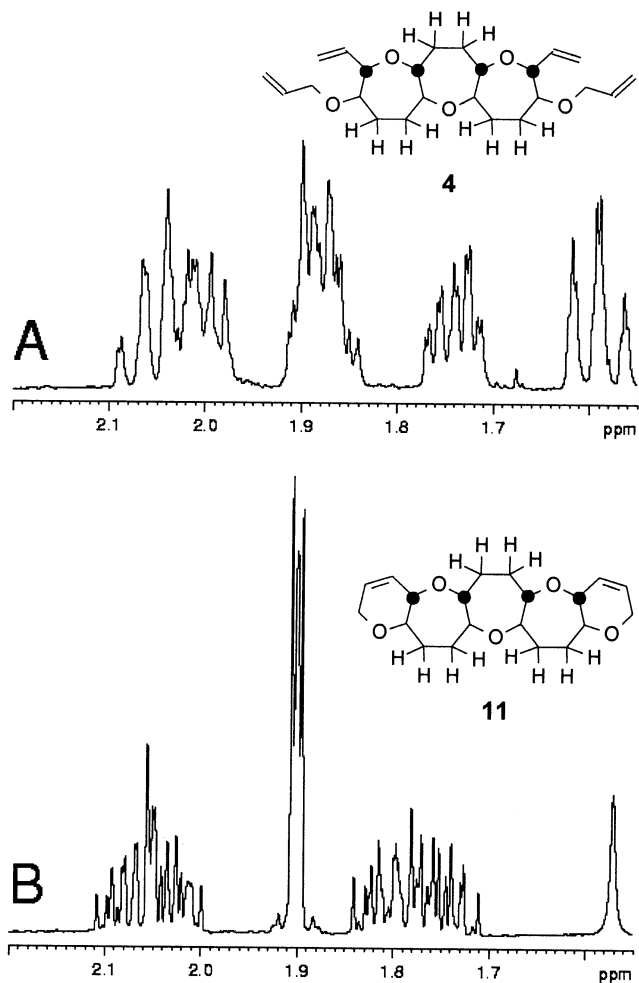 H H
O O
O O O
H H H H
4
A
2.1 2.0 1.9 1.8 1.7 ppm
H H
O O
O O O
H H H H
11
B
2.1 2.0 1.9 1.8 1.7 ppm